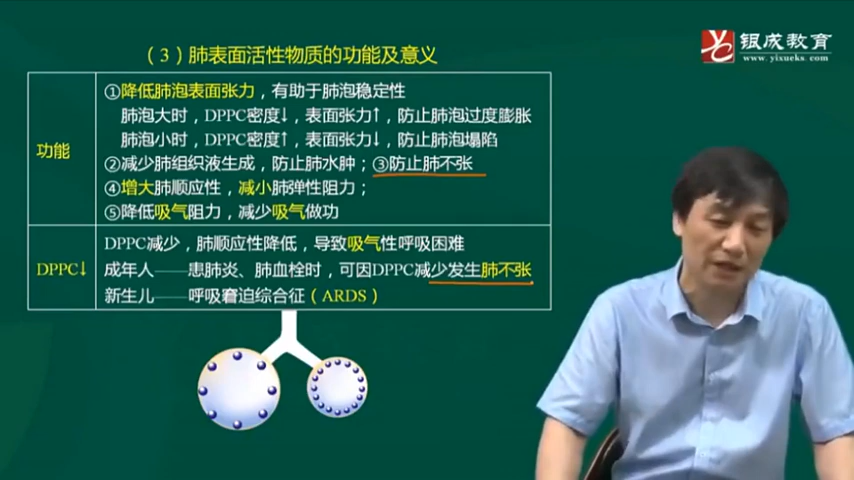 银成教育
www.yixueks.com
（3）肺表面活性物质的功能及意义
功能
①降低肺泡表面张力，有助于肺泡稳定性
肺泡大时，DPPC密度↓，表面张力↑，防止肺泡过度膨胀
肺泡小时，DPPC密度↑，表面张力↓，防止肺泡塌陷
②减少肺组织液生成，防止肺水肿；③防止肺不张
④增大肺顺应性，减小肺弹性阻力；
⑤降低吸气阻力，减少吸气做功
DPPC↓
DPPC减少，肺顺应性降低，导致吸气性呼吸困难
成年人——患肺炎、肺血栓时，可因DPPC减少发生肺不张
新生儿——呼吸窘迫综合征（ARDS）